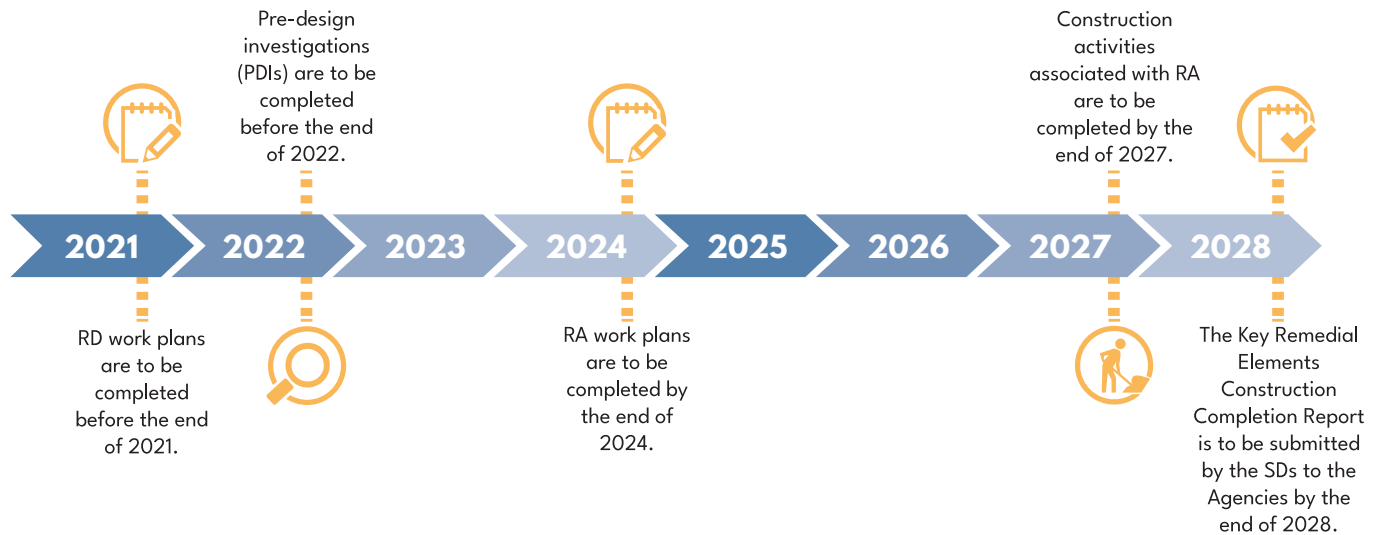 Pre-design
investigations
(PDIs) are to be
completed
before the end
of 2022.
Construction
activities
associated with RA
are to be
completed by the
end of 2027.
2021
2022
2023
2024
2025
2026
2027
2028
RD work plans
are to be
completed
before the end
of 2021.
RA work plans
are to be
completed by
the end of
2024.
The Key Remedial
Elements
Construction
Completion Report
is to be submitted
by the SDs to the
Agencies by the
end of 2028.